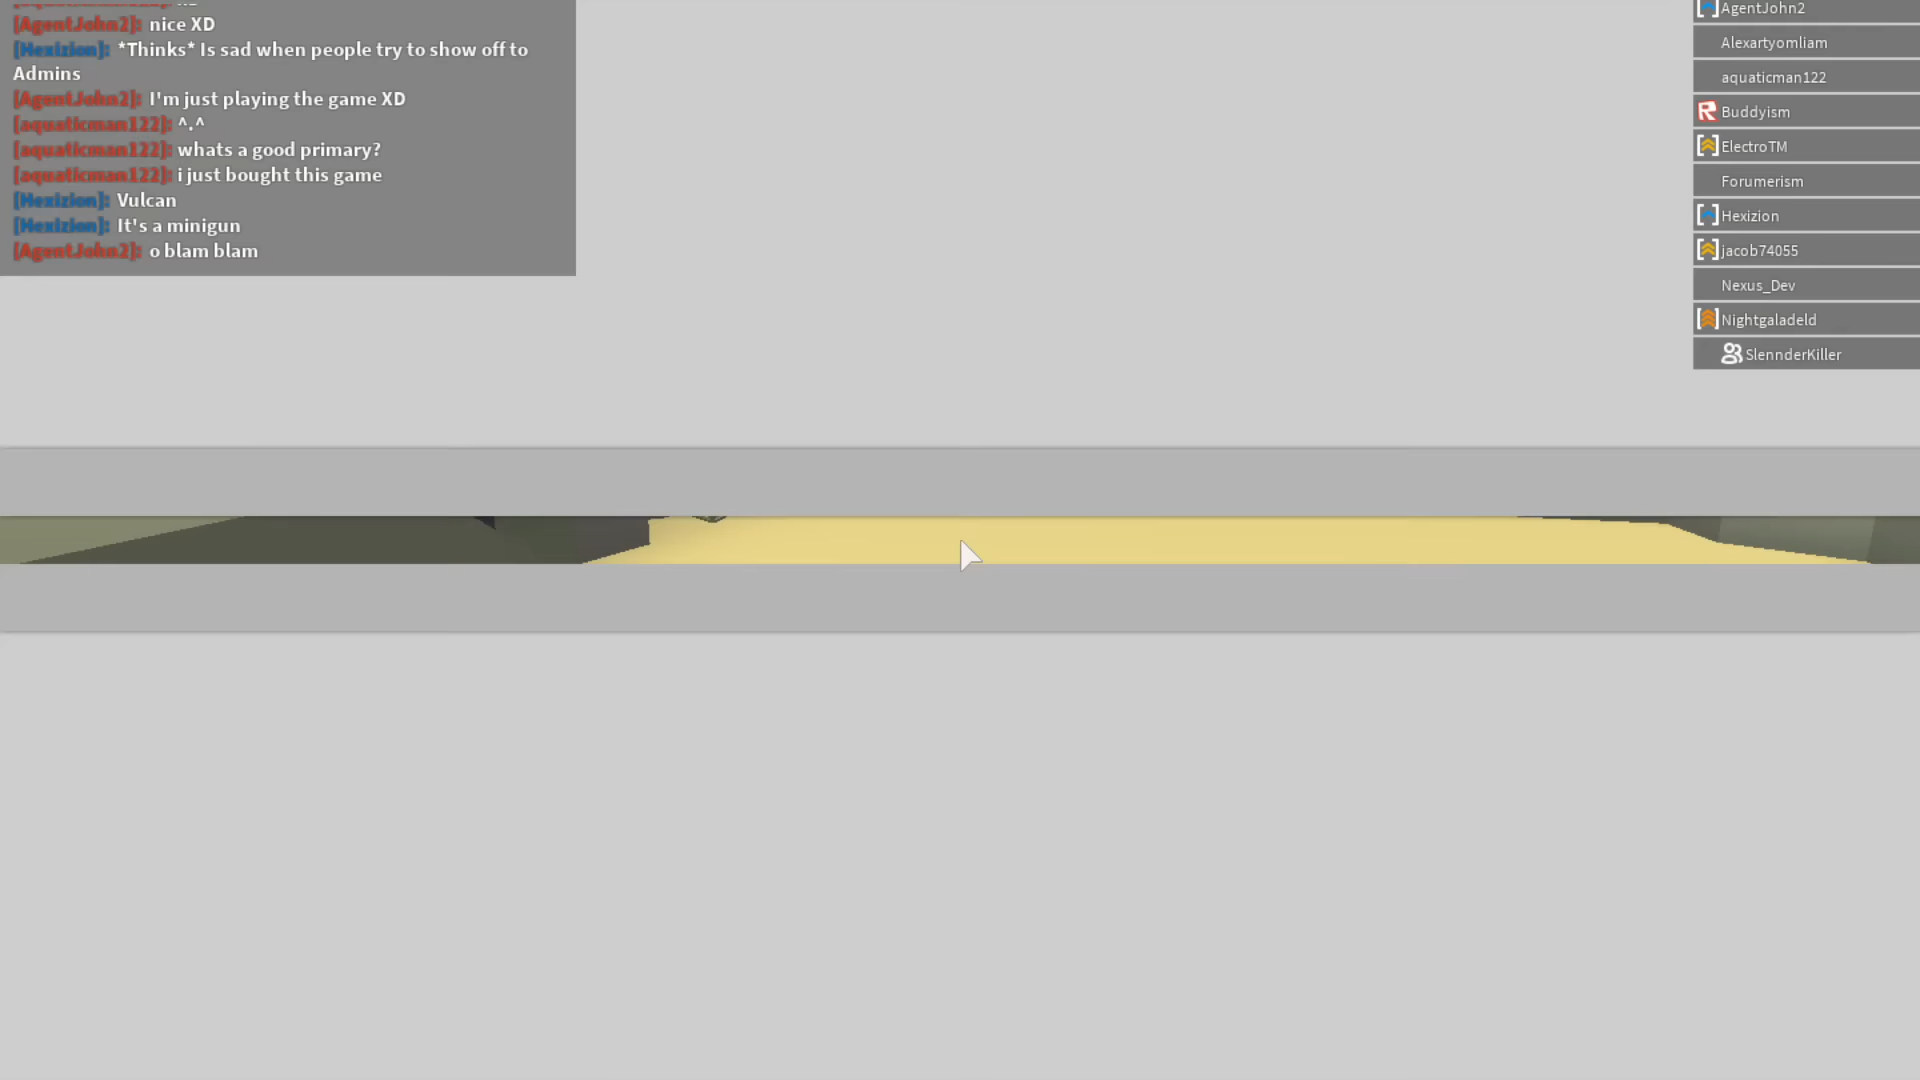 [AgentJohn2]: nice XD
[Hexizion]: *Thinks* Is sad when people try to show off to
Admins
[AgentJohn2]: I'm just playing the game XD
[aquaticman122]: ^.^
[aquaticman122]: whats a good primary?
[aquaticman122]: i just bought this game
[Hexizion]: Vulcan
[Hexizion]: It's a minigun
[AgentJohn2]: o blam blam
AgentJohn2
Alexartyomliam
aquaticman122
Buddyism
ElectroTM
Forumerism
Hexizion
jacob74055
Nexus_Dev
Nightgaladeld
SlennderKiller